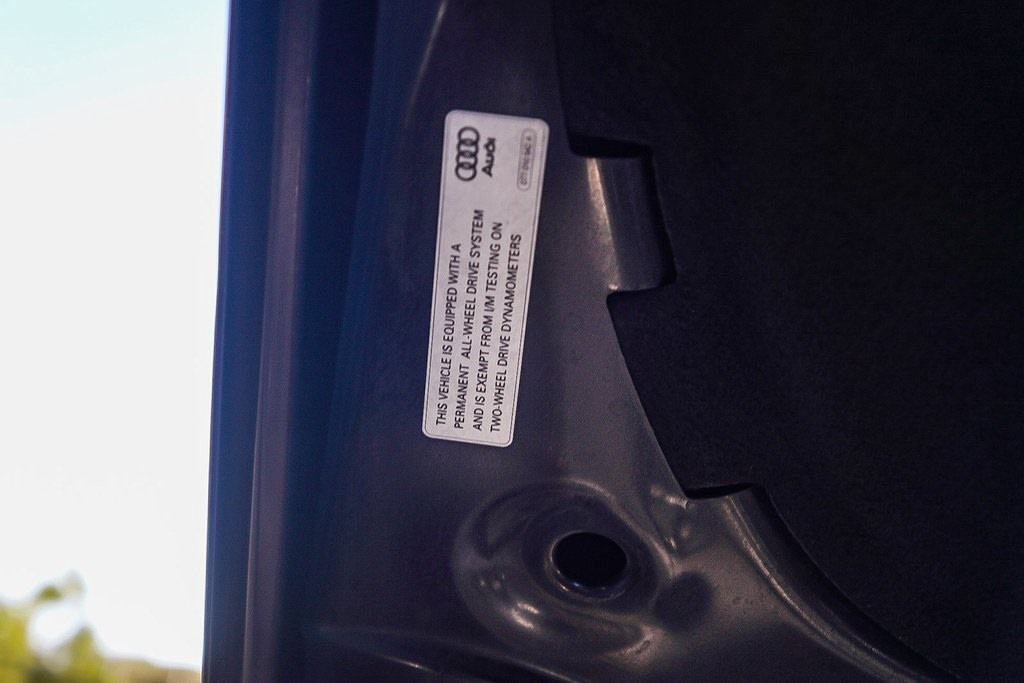 Audi
THIS VEHICLE IS EQUIPPED WITH A
PERMANENT ALL-WHEEL DRIVE SYSTEM
AND IS EXEMPT FROM I/M TESTING ON
TWO-WHEEL DRIVE DYNAMOMETERS